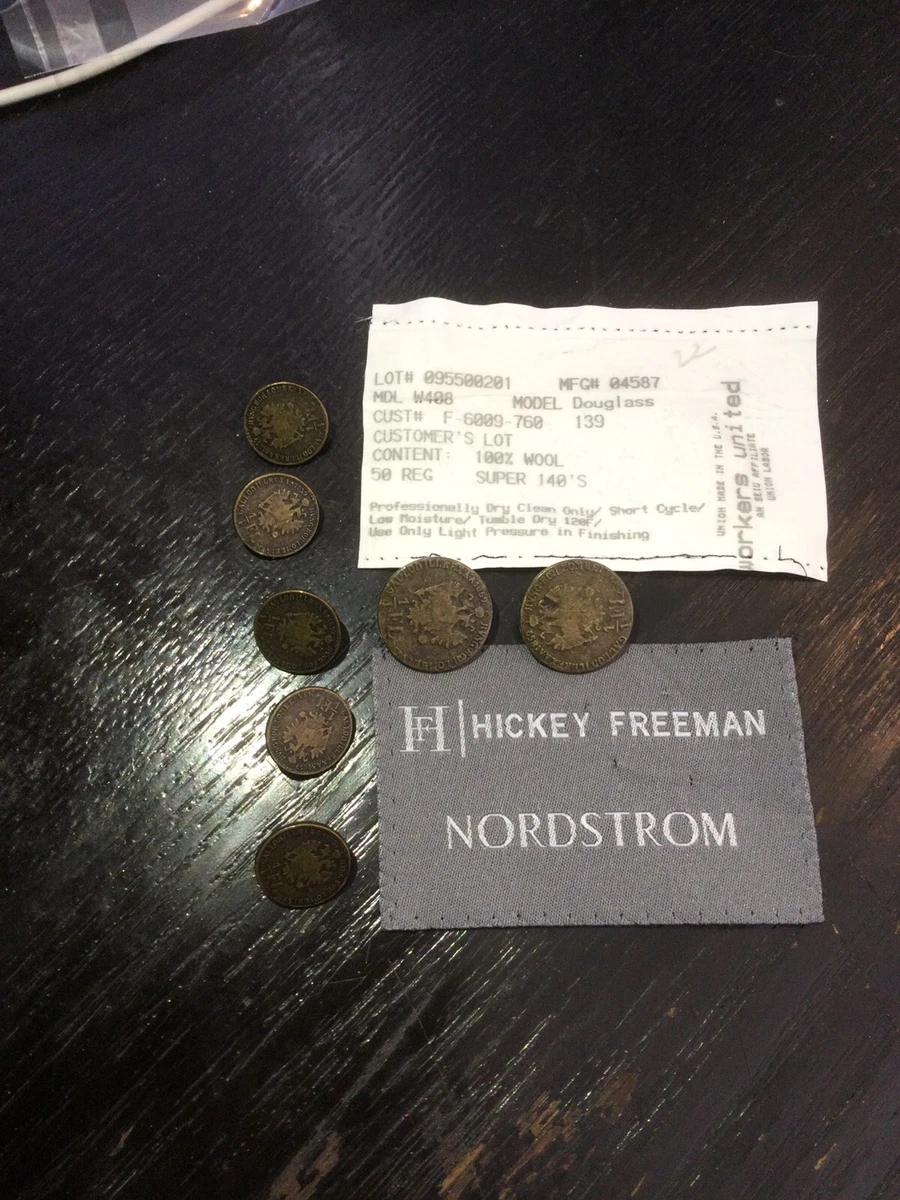 LOT# 095500201 MFG# 04587
MDL W408 MODEL Douglass
CUST# F-6009-760 139
CUSTOMER'S LOT
CONTENT: 100% WOOL
50 REG SUPER 140'S
Professionally Dry Clean Only/ Short Cycle/
Low Moisture/ Tumble Dry 120F/
Use Only Light Pressure in Finishing
UNION MADE IN THE U.S.A.
workers united
AN SEIU AFFILIATE
UNION LABOR
22
HF HICKEY FREEMAN
NORDSTROM